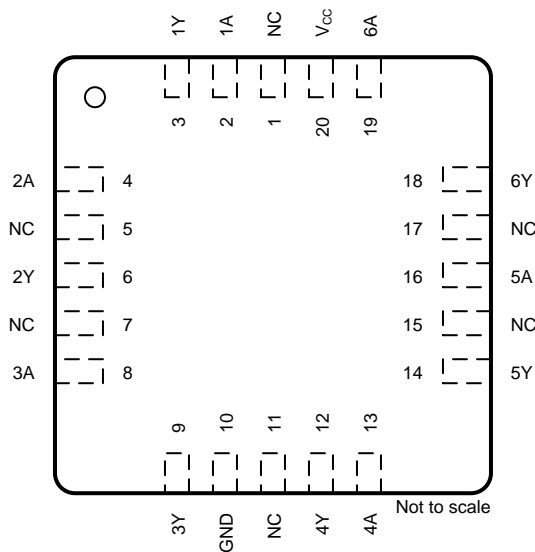 1Y 1A NC VCC 6A
3 2 1 20 19
2A 4 18 6Y
NC 5 17 NC
2Y 6 16 5A
NC 7 15 NC
3A 8 14 5Y
9 10 11 12 13
3Y GND NC 4Y 4A
Not to scale